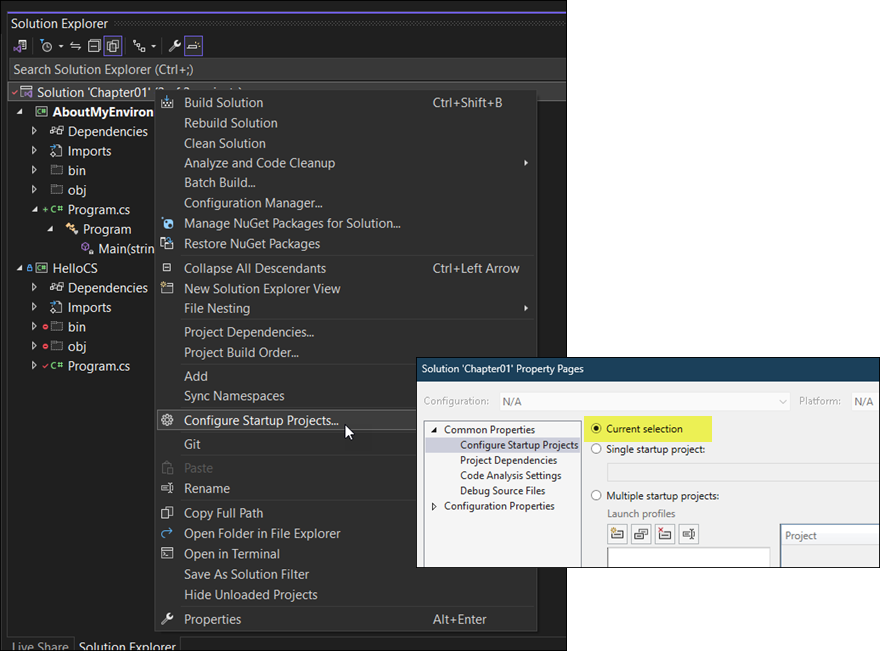 Solution Explorer
Search Solution Explorer (Ctrl+;)
Solution 'Chapter01'
AboutMyEnviron
Dependencies
Imports
bin
obj
Program.cs
Program
Main(strin
HelloCS
Dependencies
Imports
bin
obj
Program.cs
Live Share Solution Explorer
Build Solution Ctrl+Shift+B
Rebuild Solution
Clean Solution
Analyze and Code Cleanup
Batch Build...
Configuration Manager...
Manage NuGet Packages for Solution...
Restore NuGet Packages
Collapse All Descendants Ctrl+Left Arrow
New Solution Explorer View
File Nesting
Project Dependencies...
Project Build Order...
Add
Sync Namespaces
Configure Startup Projects...
Git
Paste
Rename
Copy Full Path
Open Folder in File Explorer
Open in Terminal
Save As Solution Filter
Hide Unloaded Projects
Properties Alt+Enter
Solution 'Chapter01' Property Pages
Configuration: N/A Platform: N/A
Common Properties
Configure Startup Projects
Project Dependencies
Code Analysis Settings
Debug Source Files
Configuration Properties
Current selection
Single startup project:
Multiple startup projects:
Launch profiles
Project